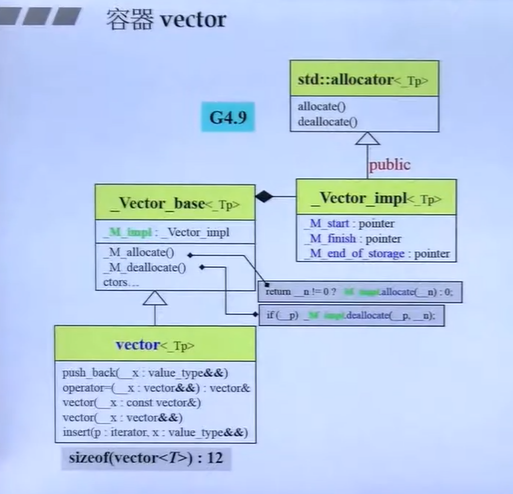 容器 vector
std::allocator<_Tp>
allocate()
deallocate()
G4.9
public
_Vector_base<_Tp>
_M_impl : _Vector_impl
_M_allocate()
_M_deallocate()
ctors...
_Vector_impl<_Tp>
_M_start : pointer
_M_finish : pointer
_M_end_of_storage : pointer
return __n != 0 ? _M_impl.allocate(__n) : 0;
if (__p) _M_impl.deallocate(__p, __n);
vector<_Tp>
push_back(__x : value_type&&)
operator=(__x : vector&&) : vector&
vector(__x : const vector&)
vector(__x : vector&&)
insert(p : iterator, x : value_type&&)
sizeof(vector<T>) : 12